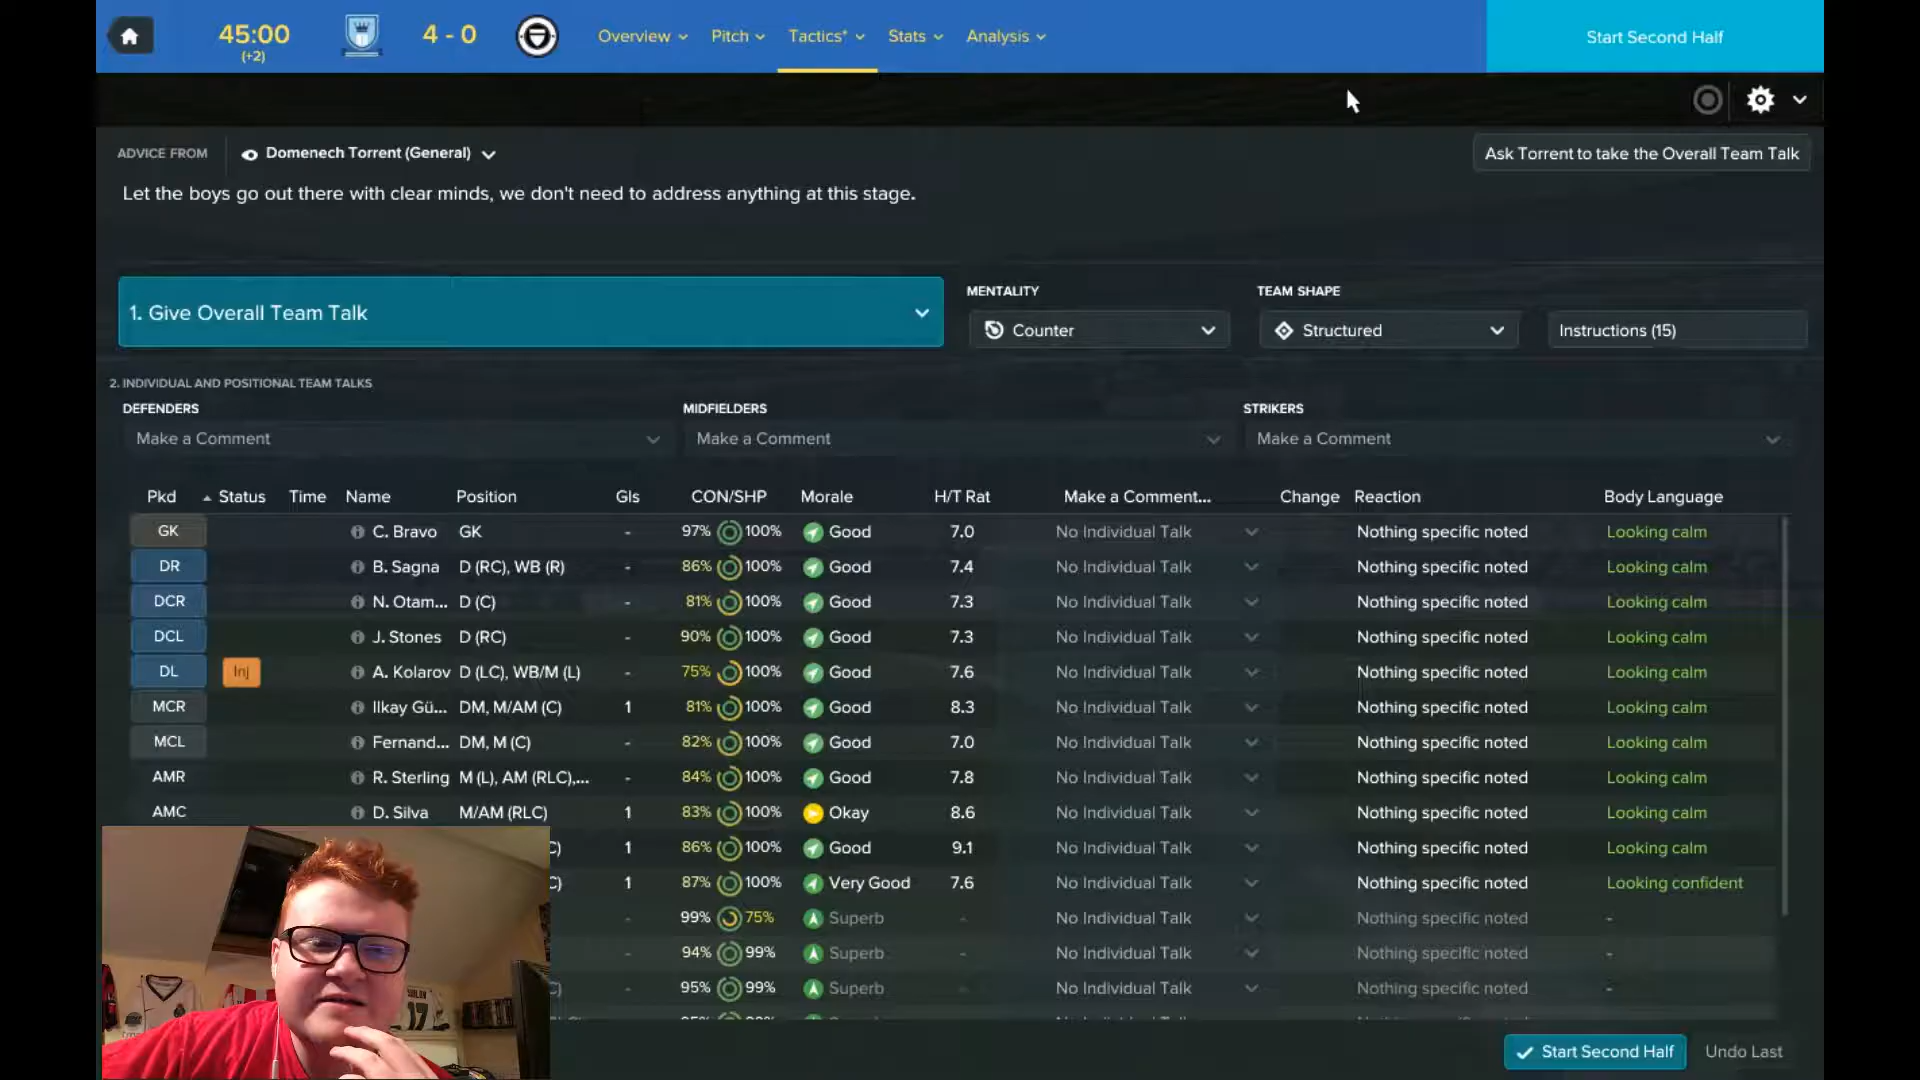 45:00 4 - 0 Overview Pitch Tactics* Stats Analysis Start Second Half
(+2)
ADVICE FROM Domenech Torrent (General) Ask Torrent to take the Overall Team Talk
Let the boys go out there with clear minds, we don't need to address anything at this stage.
MENTALITY TEAM SHAPE
1. Give Overall Team Talk Counter Structured Instructions (15)
2. INDIVIDUAL AND POSITIONAL TEAM TALKS
DEFENDERS MIDFIELDERS STRIKERS
Make a Comment Make a Comment Make a Comment
Pkd Status Time Name Position Gls CON/SHP Morale H/T Rat Make a Comment... Change Reaction Body Language
GK C. Bravo GK - 97% 100% Good 7.0 No Individual Talk Nothing specific noted Looking calm
DR B. Sagna D (RC), WB (R) - 86% 100% Good 7.4 No Individual Talk Nothing specific noted Looking calm
DCR N. Otam... D (C) - 81% 100% Good 7.3 No Individual Talk Nothing specific noted Looking calm
DCL J. Stones D (RC) - 90% 100% Good 7.3 No Individual Talk Nothing specific noted Looking calm
DL Inj A. Kolarov D (LC), WB/M (L) - 75% 100% Good 7.6 No Individual Talk Nothing specific noted Looking calm
MCR Ilkay Gü... DM, M/AM (C) 1 81% 100% Good 8.3 No Individual Talk Nothing specific noted Looking calm
MCL Fernand... DM, M (C) - 82% 100% Good 7.0 No Individual Talk Nothing specific noted Looking calm
AMR R. Sterling M (L), AM (RLC),... - 84% 100% Good 7.8 No Individual Talk Nothing specific noted Looking calm
AMC D. Silva M/AM (RLC) 1 83% 100% Okay 8.6 No Individual Talk Nothing specific noted Looking calm
C) 1 86% 100% Good 9.1 No Individual Talk Nothing specific noted Looking calm
C) 1 87% 100% Very Good 7.6 No Individual Talk Nothing specific noted Looking confident
- 99% 75% Superb - No Individual Talk Nothing specific noted -
- 94% 99% Superb - No Individual Talk Nothing specific noted -
C) - 95% 99% Superb - No Individual Talk Nothing specific noted -
17
Start Second Half Undo Last